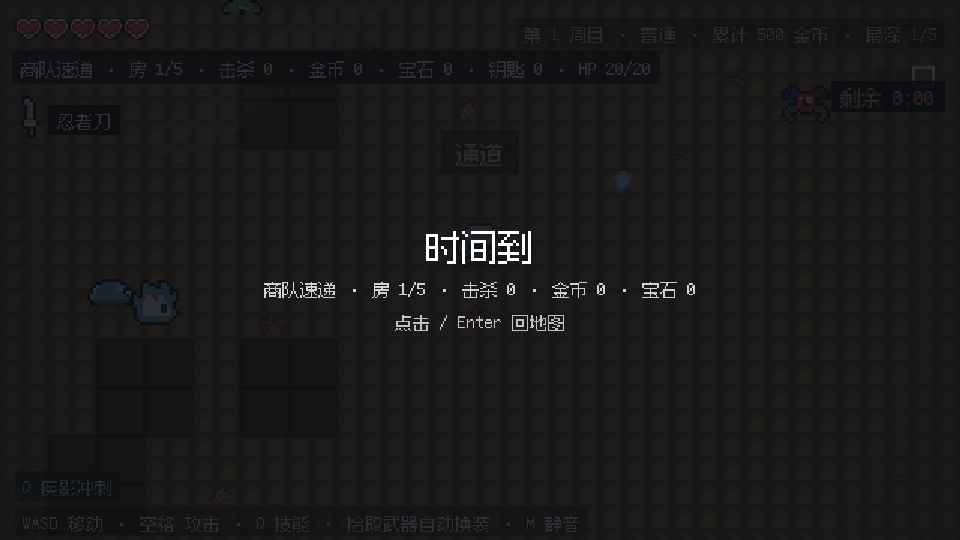 第 1 周目 · 普通 · 累计 500 金币 · 最深 1/5
商队速递 · 房 1/5 · 击杀 0 · 金币 0 · 宝石 0 · 钥匙 0 · HP 20/20
剩余 0:00
忍者刀
通道
时间到
商队速递 · 房 1/5 · 击杀 0 · 金币 0 · 宝石 0
点击 / Enter 回地图
Q 疾影冲刺
WASD 移动 · 空格 攻击 · Q 技能 · 拾取武器自动换装 · M 静音